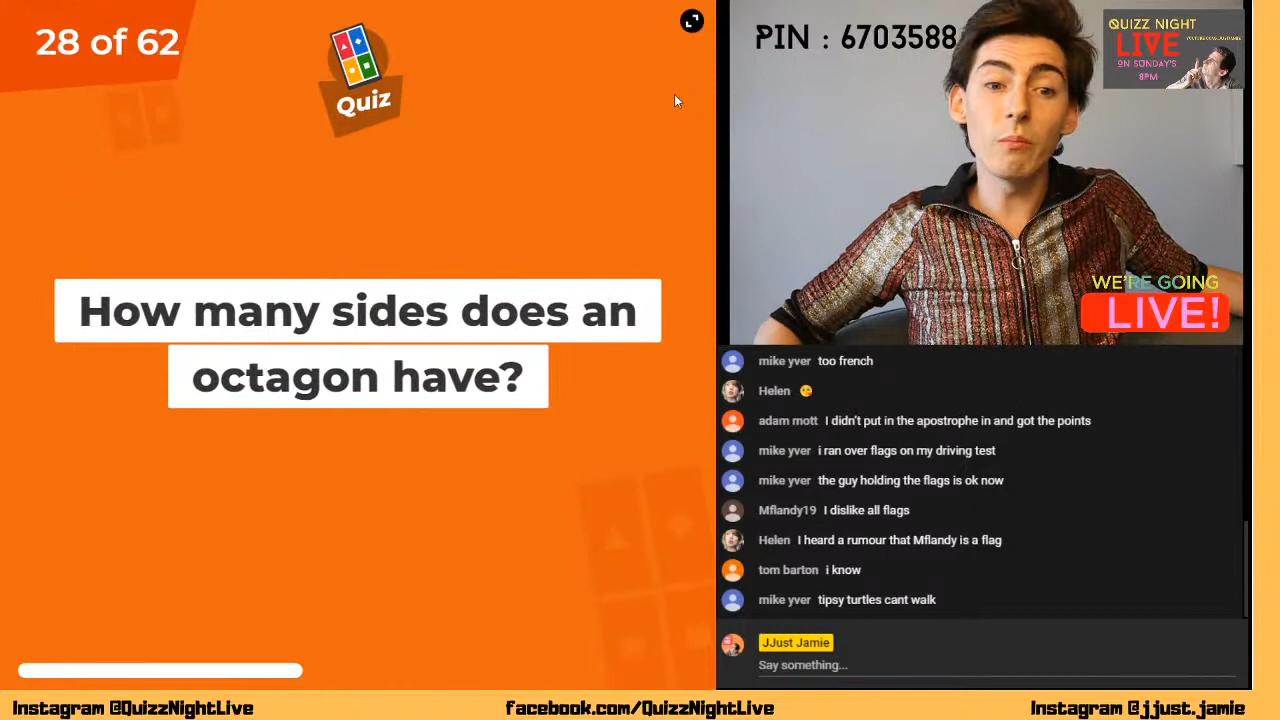 28 of 62
Quiz
How many sides does an
octagon have?
PIN : 6703588
QUIZZ NIGHT
LIVE
ON SUNDAY'S
8PM
WE'RE GOING
LIVE!
mike yver too french
Helen 😘
adam mott I didn't put in the apostrophe in and got the points
mike yver i ran over flags on my driving test
mike yver the guy holding the flags is ok now
Mflandy19 I dislike all flags
Helen I heard a rumour that Mflandy is a flag
tom barton i know
mike yver tipsy turtles cant walk
JJust Jamie
Say something...
Instagram @QuizzNightLive
facebook.com/QuizzNightLive
Instagram @jjust.jamie